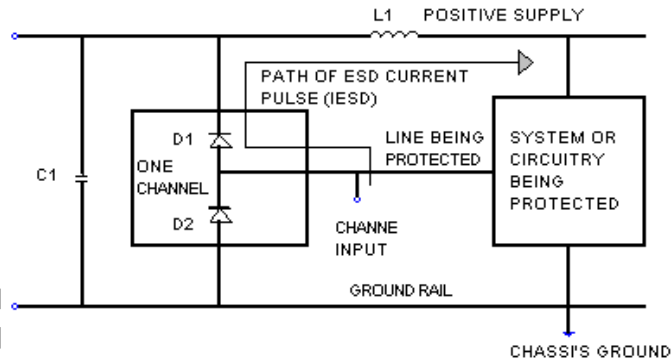 L1 POSITIVE SUPPLY
PATH OF ESD CURRENT
PULSE (IESD)
D1
ONE
CHANNEL
D2
C1
LINE BEING
PROTECTED
SYSTEM OR
CIRCUITRY
BEING
PROTECTED
CHANNE
INPUT
GROUND RAIL
CHASSI'S GROUND